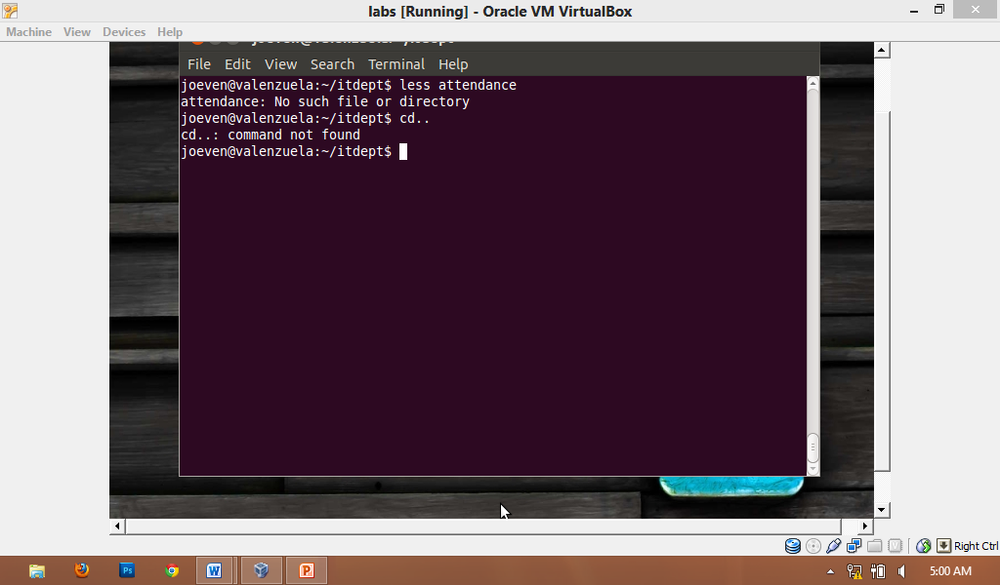 labs [Running] - Oracle VM VirtualBox
Machine View Devices Help
File Edit View Search Terminal Help
joeven@valenzuela:~/itdept$ less attendance
attendance: No such file or directory
joeven@valenzuela:~/itdept$ cd..
cd..: command not found
joeven@valenzuela:~/itdept$
Right Ctrl
Ps
W
P
5:00 AM